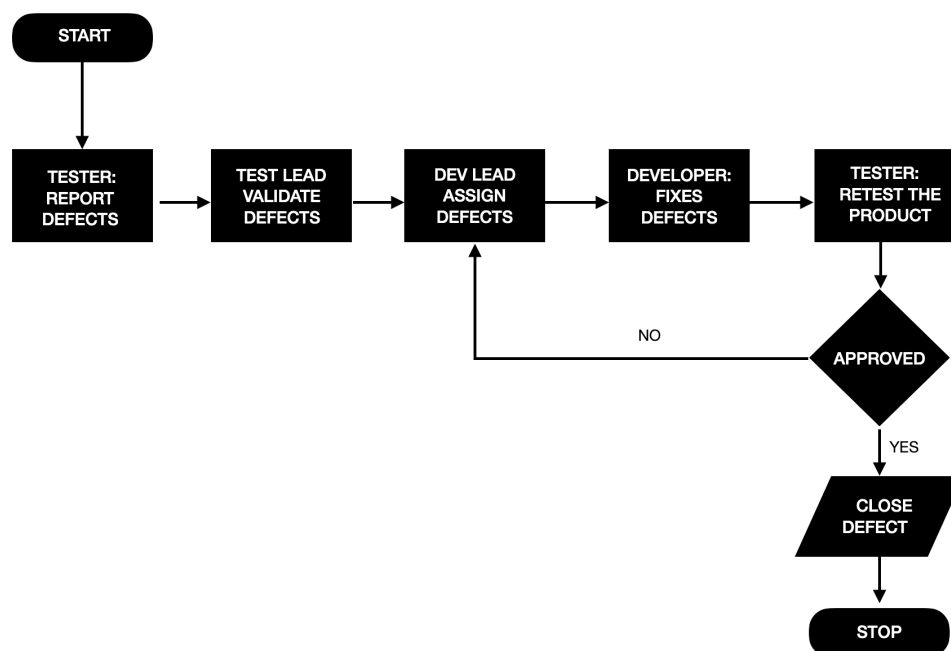 START
TESTER:
REPORT
DEFECTS
TEST LEAD
VALIDATE
DEFECTS
DEV LEAD
ASSIGN
DEFECTS
DEVELOPER:
FIXES
DEFECTS
TESTER:
RETEST THE
PRODUCT
NO
APPROVED
YES
CLOSE
DEFECT
STOP